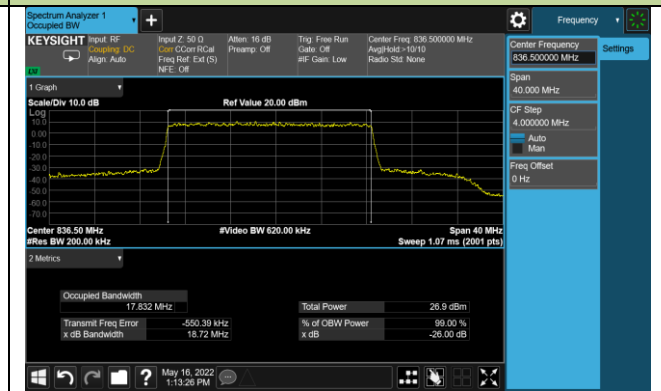 Spectrum Analyzer 1
Occupied BW
+
Frequency
KEYSIGHT
Input: RF
Coupling: DC
Align: Auto
Input Z: 50 Ω
Corr CCorr RCal
Freq Ref: Ext (S)
NFE: Off
Atten: 16 dB
Preamp: Off
Trig: Free Run
Gate: Off
#IF Gain: Low
Center Freq: 836.500000 MHz
Avg|Hold:>10/10
Radio Std: None
Center Frequency
836.500000 MHz
Settings
Span
40.000 MHz
CF Step
4.000000 MHz
Auto
Man
Freq Offset
0 Hz
1 Graph
Scale/Div 10.0 dB
Ref Value 20.00 dBm
Log
10.0
0.00
-10.0
-20.0
-30.0
-40.0
-50.0
-60.0
-70.0
Center 836.50 MHz
#Video BW 620.00 kHz
Span 40 MHz
#Res BW 200.00 kHz
Sweep 1.07 ms (2001 pts)
2 Metrics
Occupied Bandwidth
17.832 MHz
Total Power 26.9 dBm
Transmit Freq Error -550.39 kHz
% of OBW Power 99.00 %
x dB Bandwidth 18.72 MHz
x dB -26.00 dB
?
May 16, 2022
1:13:26 PM